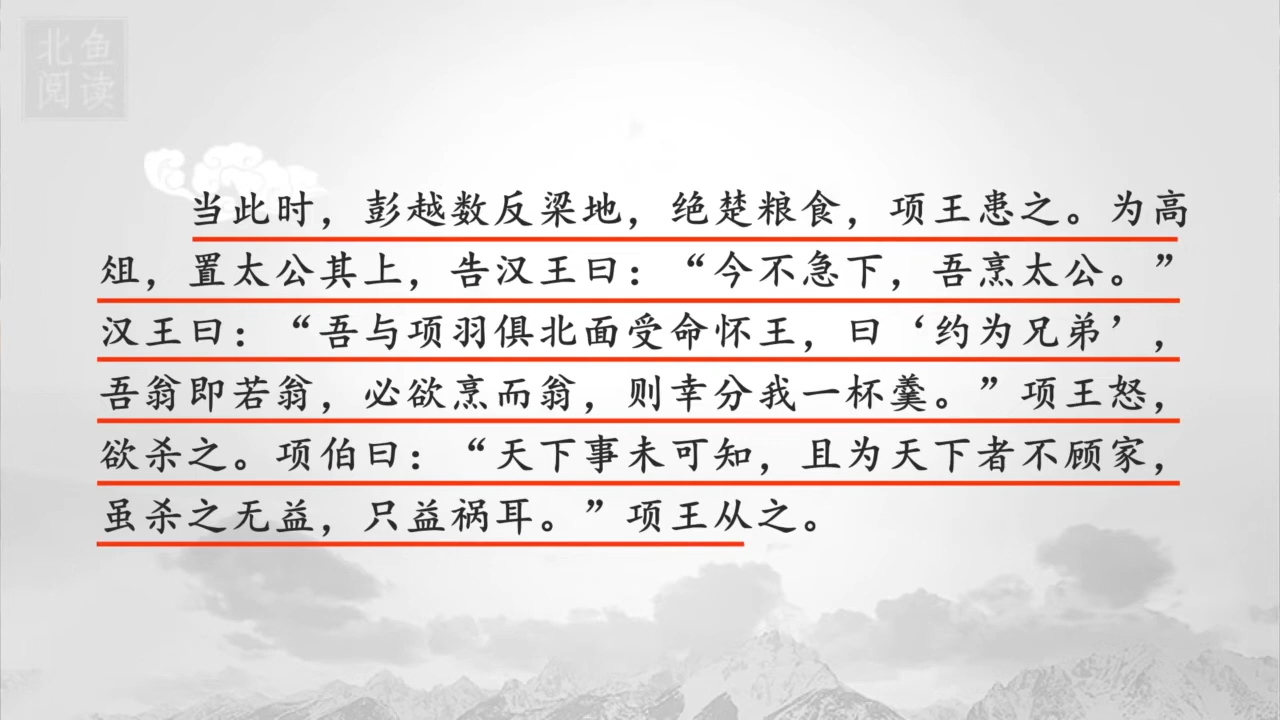 北鱼
阅读
当此时，彭越数反梁地，绝楚粮食，项王患之。为高
俎，置太公其上，告汉王曰：“今不急下，吾烹太公。”
汉王曰：“吾与项羽俱北面受命怀王，曰‘约为兄弟’，
吾翁即若翁，必欲烹而翁，则幸分我一杯羹。”项王怒，
欲杀之。项伯曰：“天下事未可知，且为天下者不顾家，
虽杀之无益，只益祸耳。”项王从之。